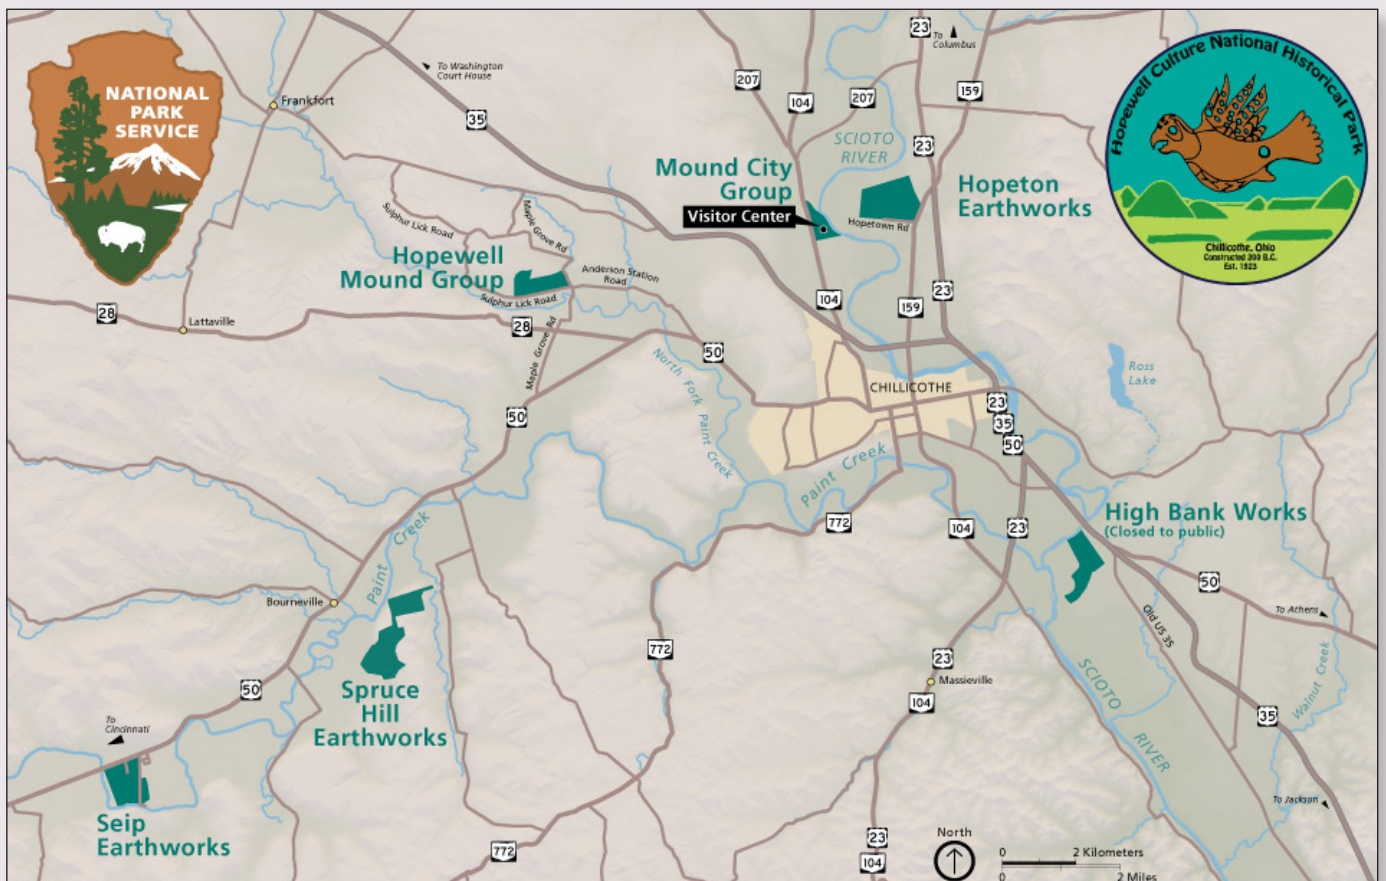 NATIONAL
PARK
SERVICE
Frankfort
To Washington
Court House
35
207
104
207
23
To
Columbus
159
23
SCIOTO
RIVER
Hopewell Culture National Historical Park
Chillicothe, Ohio
Constructed 200 B.C.
Est. 1923
Mound City
Group
Visitor Center
Hopeton
Earthworks
Hopetown Rd
Sulphur Lick Road
Maple Grove Rd
Hopewell
Mound Group
Anderson Station
Road
Sulphur Lick Road
28
Lattaville
28
Maple Grove Rd
104
159
23
50
North Fork Paint Creek
Ross
Lake
CHILLICOTHE
23
35
50
50
Paint Creek
772
104
23
High Bank Works
(Closed to public)
50
To Athens
Old US 35
Paint Creek
Bourneville
772
23
Massieville
104
SCIOTO
RIVER
Walnut Creek
35
50
To
Cincinnati
Spruce
Hill
Earthworks
Seip
Earthworks
772
To Jackson
23
104
North
0
2 Kilometers
0
2 Miles